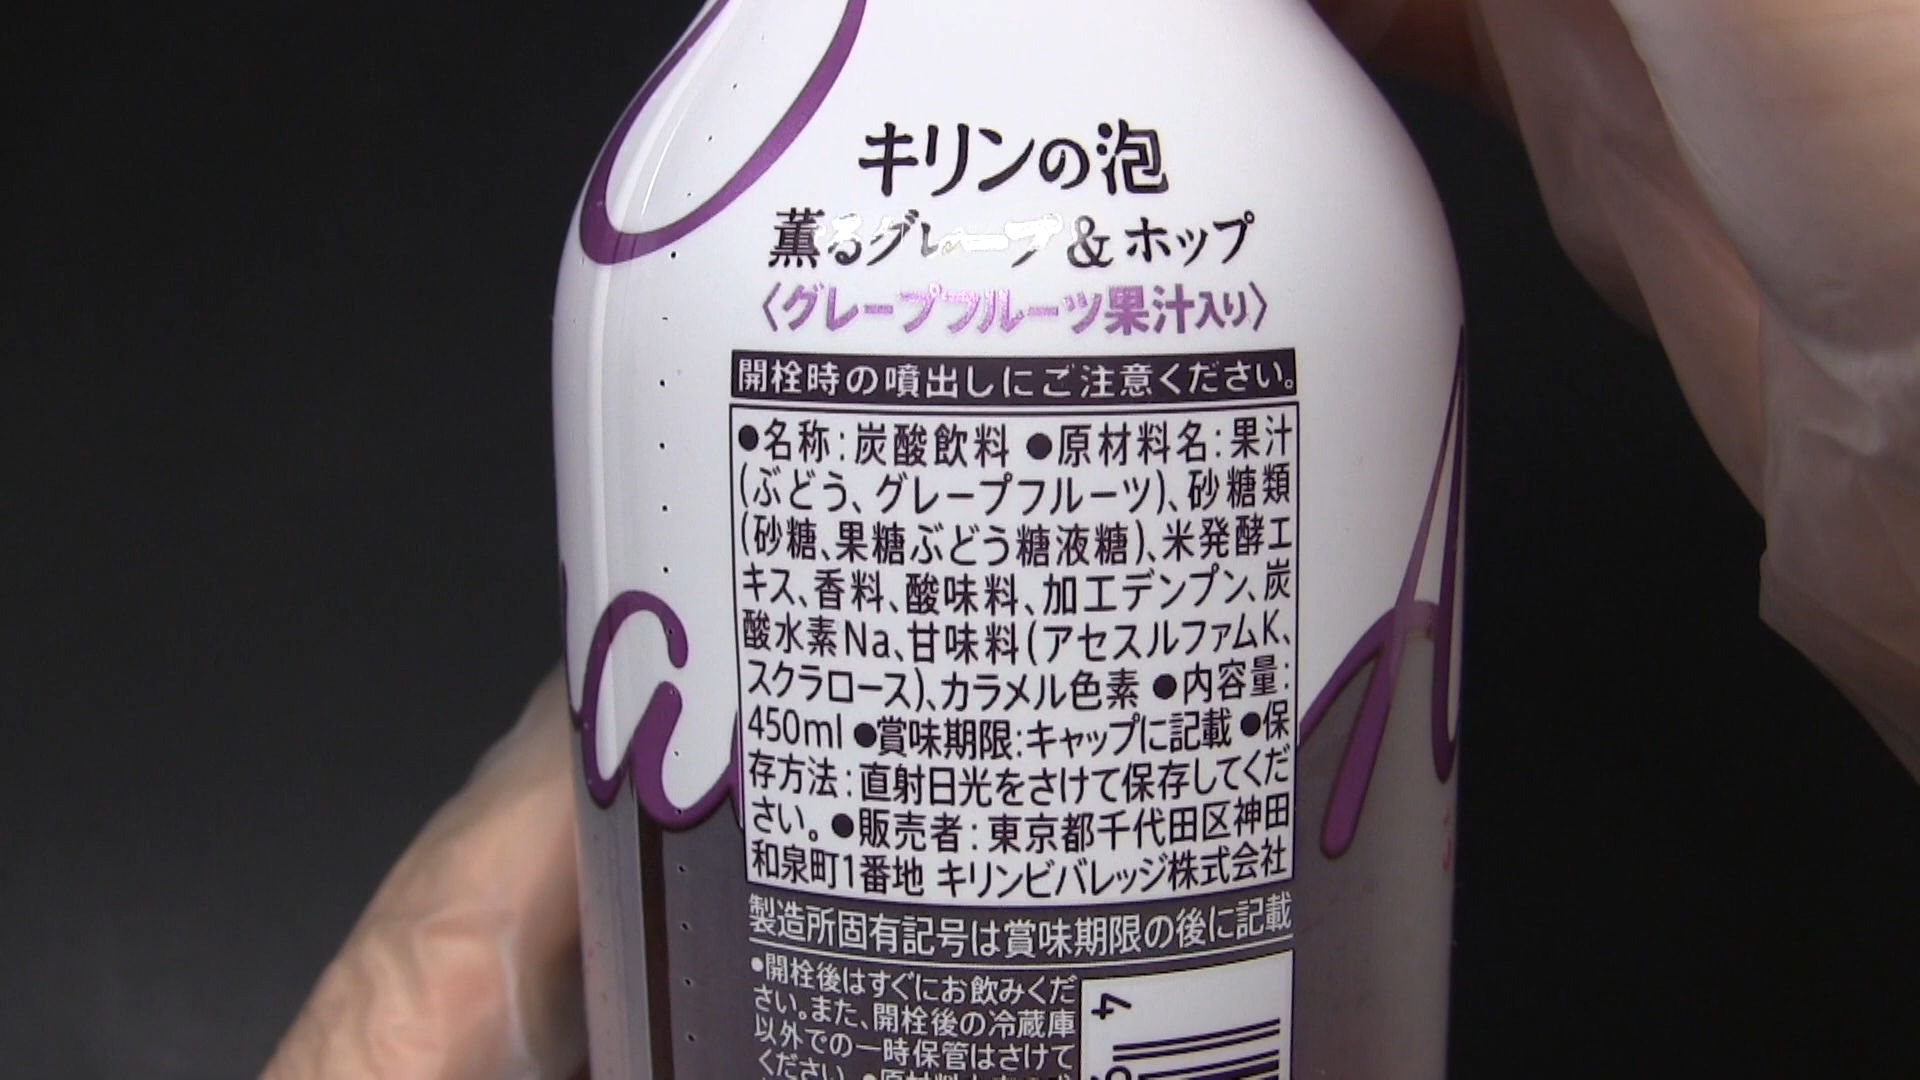 キリンの泡
薫るグレープ&ホップ
〈グレープフルーツ果汁入り〉
開栓時の噴出しにご注意ください。
●名称:炭酸飲料 ●原材料名:果汁
(ぶどう、グレープフルーツ)、砂糖類
(砂糖、果糖ぶどう糖液糖)、米発酵エ
キス、香料、酸味料、加工デンプン、炭
酸水素Na、甘味料(アセスルファムK、
スクラロース)、カラメル色素 ●内容量:
450ml ●賞味期限:キャップに記載 ●保
存方法:直射日光をさけて保存してくだ
さい。●販売者:東京都千代田区神田
和泉町1番地 キリンビバレッジ株式会社
製造所固有記号は賞味期限の後に記載
●開栓後はすぐにお飲みくだ
さい。また、開栓後の冷蔵庫
以外での一時保管はさけて
ください。●原材料
4